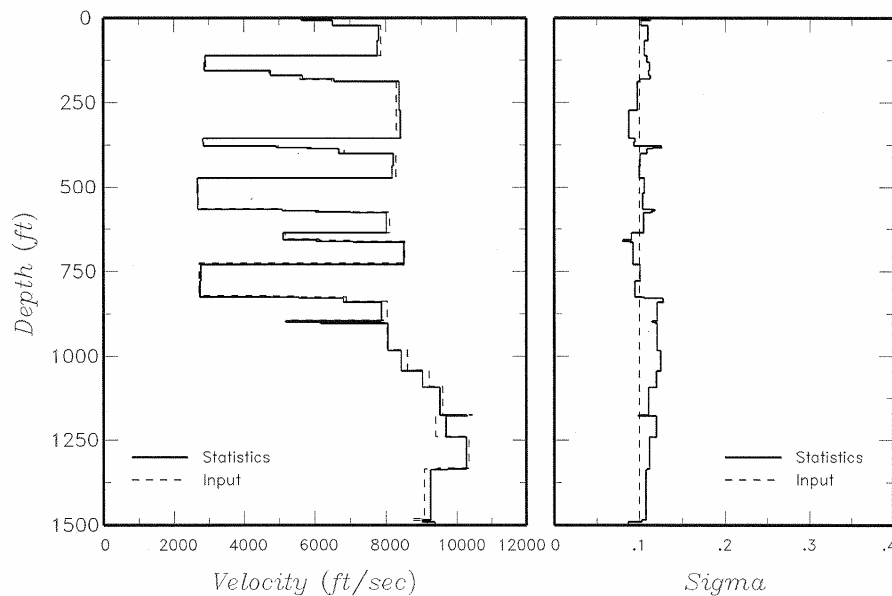 0
250
500
750
1000
1250
1500
Depth (ft)
Statistics
Input
0 2000 4000 6000 8000 10000 12000
Velocity (ft/sec)
Statistics
Input
0 .1 .2 .3 .4
Sigma